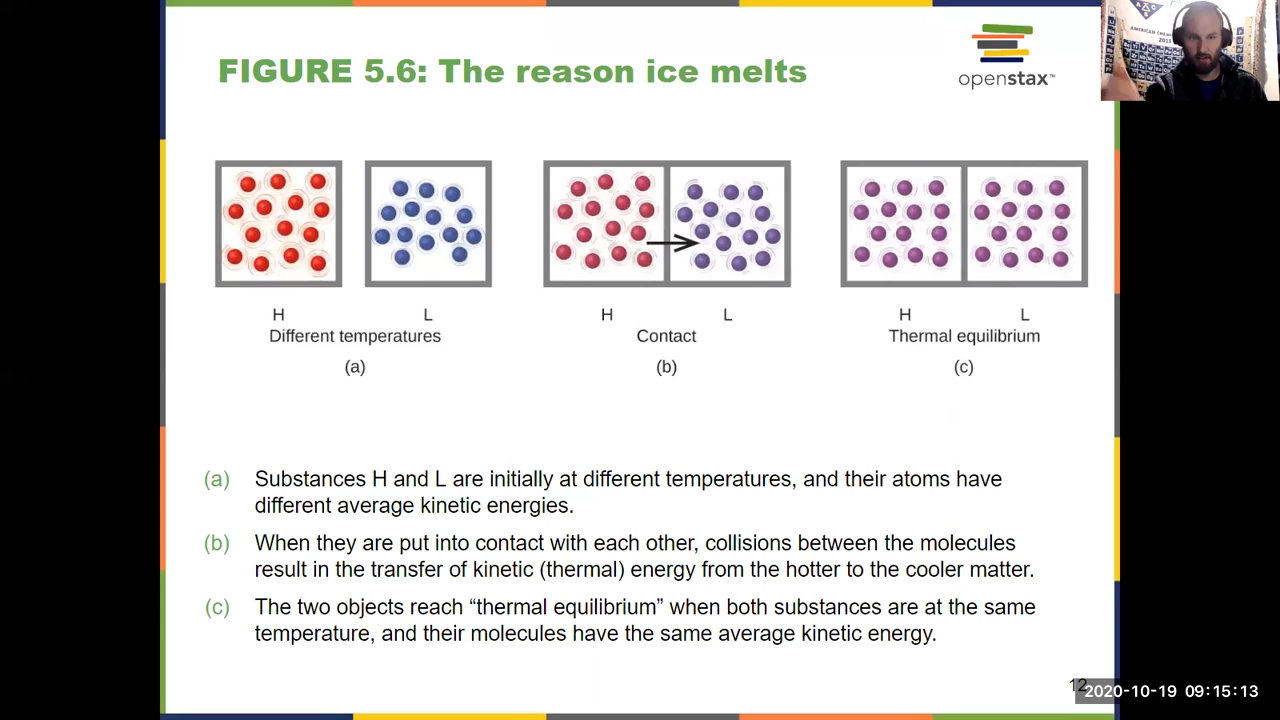 FIGURE 5.6: The reason ice melts
openstax™
AMERICAN CHEM
H
L
H
L
H
L
Different temperatures
Contact
Thermal equilibrium
(a)
(b)
(c)
(a) Substances H and L are initially at different temperatures, and their atoms have
different average kinetic energies.
(b) When they are put into contact with each other, collisions between the molecules
result in the transfer of kinetic (thermal) energy from the hotter to the cooler matter.
(c) The two objects reach “thermal equilibrium” when both substances are at the same
temperature, and their molecules have the same average kinetic energy.
12
2020-10-19 09:15:13